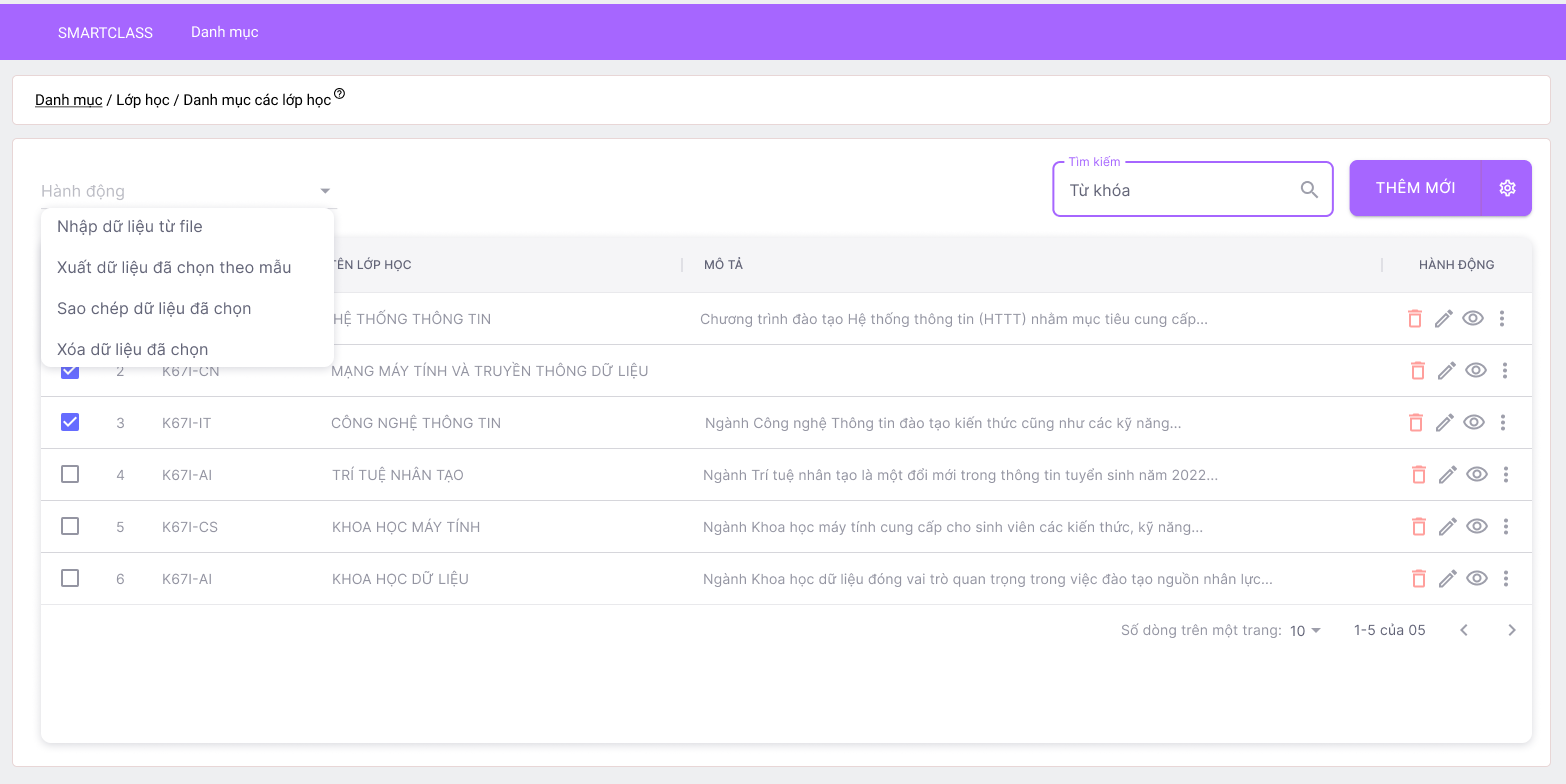 SMARTCLASS Danh mục
Danh mục / Lớp học / Danh mục các lớp học
Hành động
Tìm kiếm
Từ khóa
THÊM MỚI
Nhập dữ liệu từ file
Xuất dữ liệu đã chọn theo mẫu
Sao chép dữ liệu đã chọn
Xóa dữ liệu đã chọn
TÊN LỚP HỌC MÔ TẢ HÀNH ĐỘNG
HỆ THỐNG THÔNG TIN Chương trình đào tạo Hệ thống thông tin (HTTT) nhằm mục tiêu cung cấp...
2 K67I-CN MẠNG MÁY TÍNH VÀ TRUYỀN THÔNG DỮ LIỆU
3 K67I-IT CÔNG NGHỆ THÔNG TIN Ngành Công nghệ Thông tin đào tạo kiến thức cũng như các kỹ năng...
4 K67I-AI TRÍ TUỆ NHÂN TẠO Ngành Trí tuệ nhân tạo là một đổi mới trong thông tin tuyển sinh năm 2022...
5 K67I-CS KHOA HỌC MÁY TÍNH Ngành Khoa học máy tính cung cấp cho sinh viên các kiến thức, kỹ năng...
6 K67I-AI KHOA HỌC DỮ LIỆU Ngành Khoa học dữ liệu đóng vai trò quan trọng trong việc đào tạo nguồn nhân lực...
Số dòng trên một trang: 10 1-5 của 05